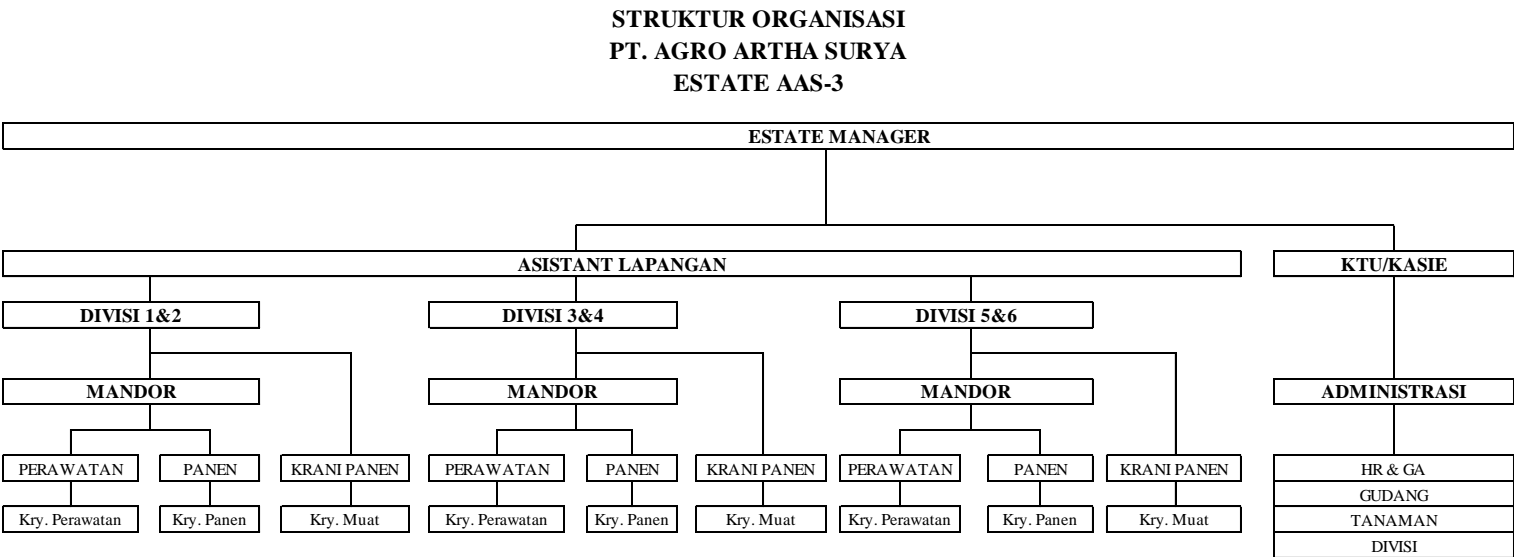 STRUKTUR ORGANISASI
PT. AGRO ARTHA SURYA
ESTATE AAS-3
ESTATE MANAGER
ASISTANT LAPANGAN KTU/KASIE
DIVISI 1&2 DIVISI 3&4 DIVISI 5&6
MANDOR MANDOR MANDOR ADMINISTRASI
PERAWATAN PANEN KRANI PANEN PERAWATAN PANEN KRANI PANEN PERAWATAN PANEN KRANI PANEN HR & GA
GUDANG
Kry. Perawatan Kry. Panen Kry. Muat Kry. Perawatan Kry. Panen Kry. Muat Kry. Perawatan Kry. Panen Kry. Muat TANAMAN
DIVISI